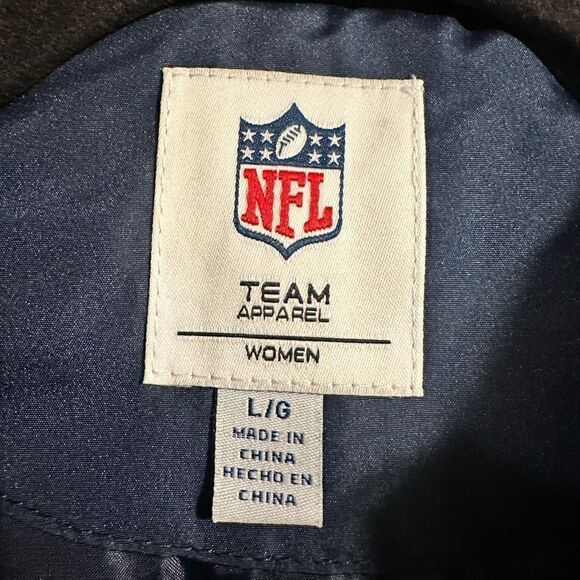 NFL
TEAM
APPAREL
WOMEN
L/G
MADE IN
CHINA
HECHO EN
CHINA